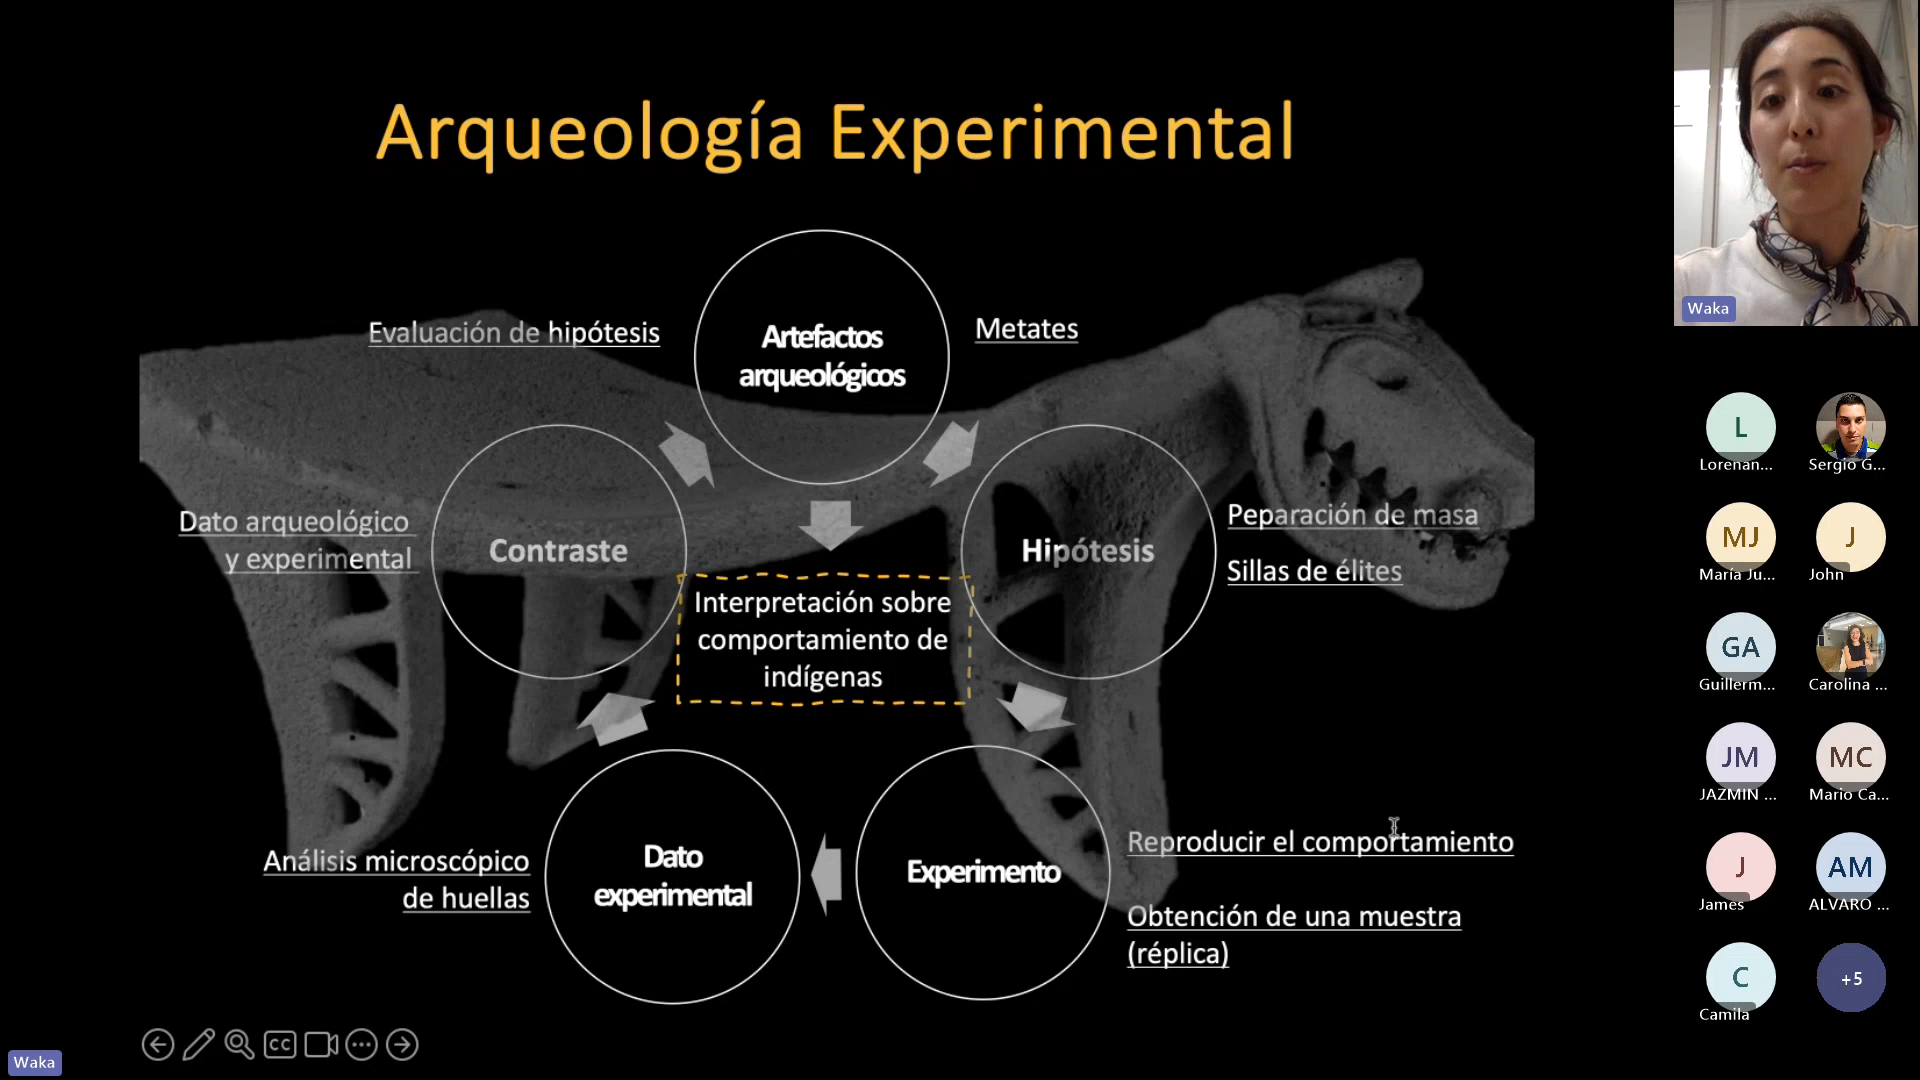 Arqueología Experimental
Artefactos
arqueológicos
Evaluación de hipótesis
Metates
Contraste
Dato arqueológico
y experimental
Hipótesis
Peparación de masa
Sillas de élites
Interpretación sobre
comportamiento de
indígenas
Dato
experimental
Análisis microscópico
de huellas
Experimento
Reproducir el comportamiento
Obtención de una muestra
(réplica)
CC
Waka
Waka
L
Lorenan...
Sergio G...
MJ
María Ju...
J
John
GA
Guillerm...
Carolina ...
JM
JAZMIN ...
MC
Mario Ca...
J
James
AM
ALVARO ...
C
Camila
+5